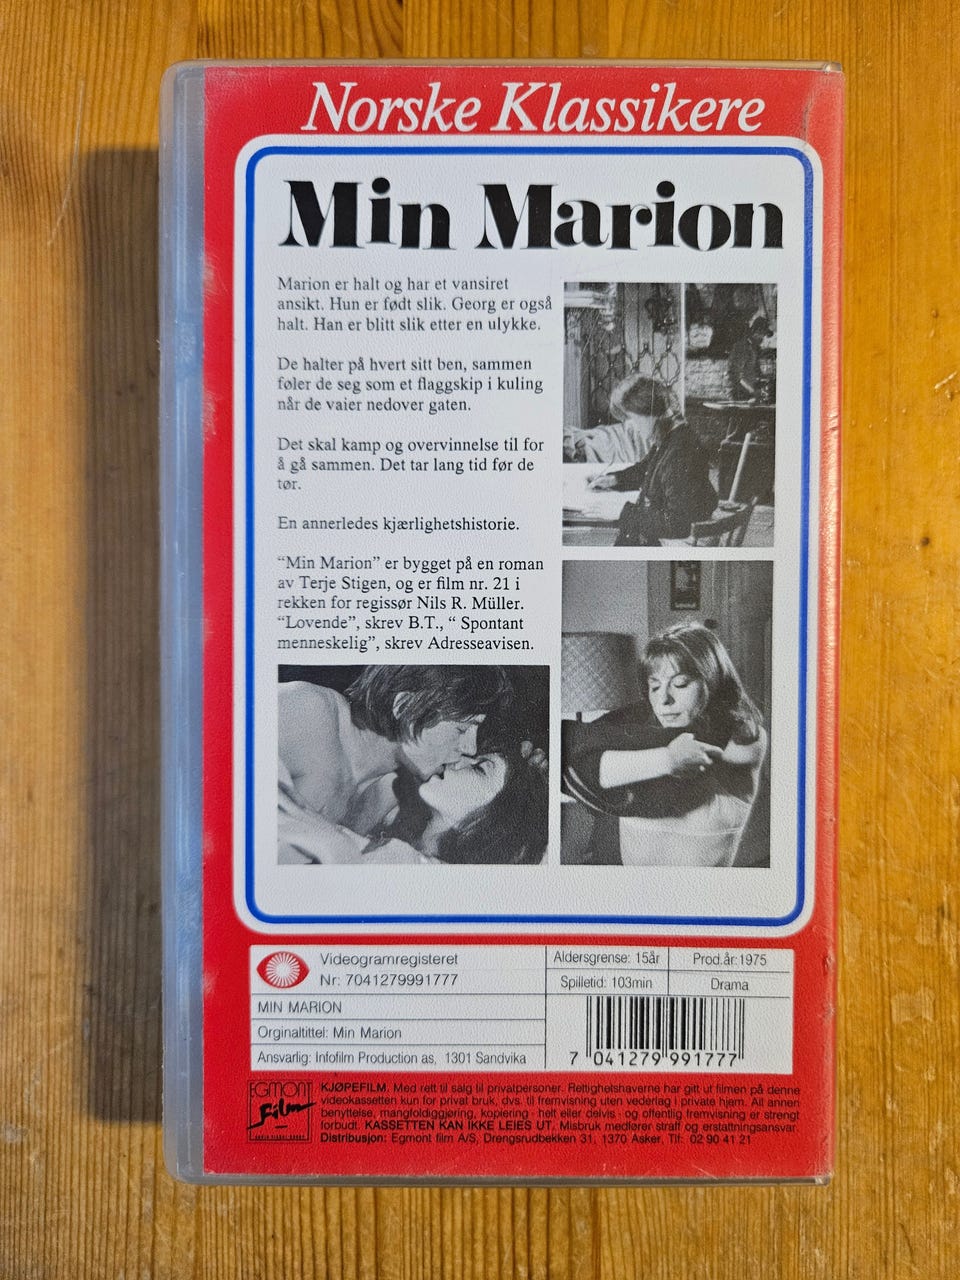 Norske Klassikere
Min Marion
Marion er halt og har et vansiret
ansikt. Hun er født slik. Georg er også
halt. Han er blitt slik etter en ulykke.
De halter på hvert sitt ben, sammen
føler de seg som et flaggskip i kuling
når de vaier nedover gaten.
Det skal kamp og overvinnelse til for
å gå sammen. Det tar lang tid før de
tør.
En annerledes kjærlighetshistorie.
“Min Marion” er bygget på en roman
av Terje Stigen, og er film nr. 21 i
rekken for regissør Nils R. Müller.
“Lovende”, skrev B.T., “ Spontant
menneskelig”, skrev Adresseavisen.
Videogramregisteret
Nr: 7041279991777
MIN MARION
Orginaltittel: Min Marion
Ansvarlig: Infofilm Production as, 1301 Sandvika
Aldersgrense: 15år
Prod.år:1975
Spilletid: 103min
Drama
7 041279 991777
EGMONT
Film
KJØPEFILM. Med rett til salg til privatpersoner. Rettighetshaverne har gitt ut filmen på denne
videokassetten kun for privat bruk, dvs. til fremvisning uten vederlag i private hjem. All annen
benyttelse, mangfoldiggjøring, kopiering - helt eller delvis - og offentlig fremvisning er strengt
forbudt. KASSETTEN KAN IKKE LEIES UT. Misbruk medfører straff og erstatningsansvar.
Distribusjon: Egmont film A/S, Drengsrudbekken 31, 1370 Asker, Tlf: 02 90 41 21